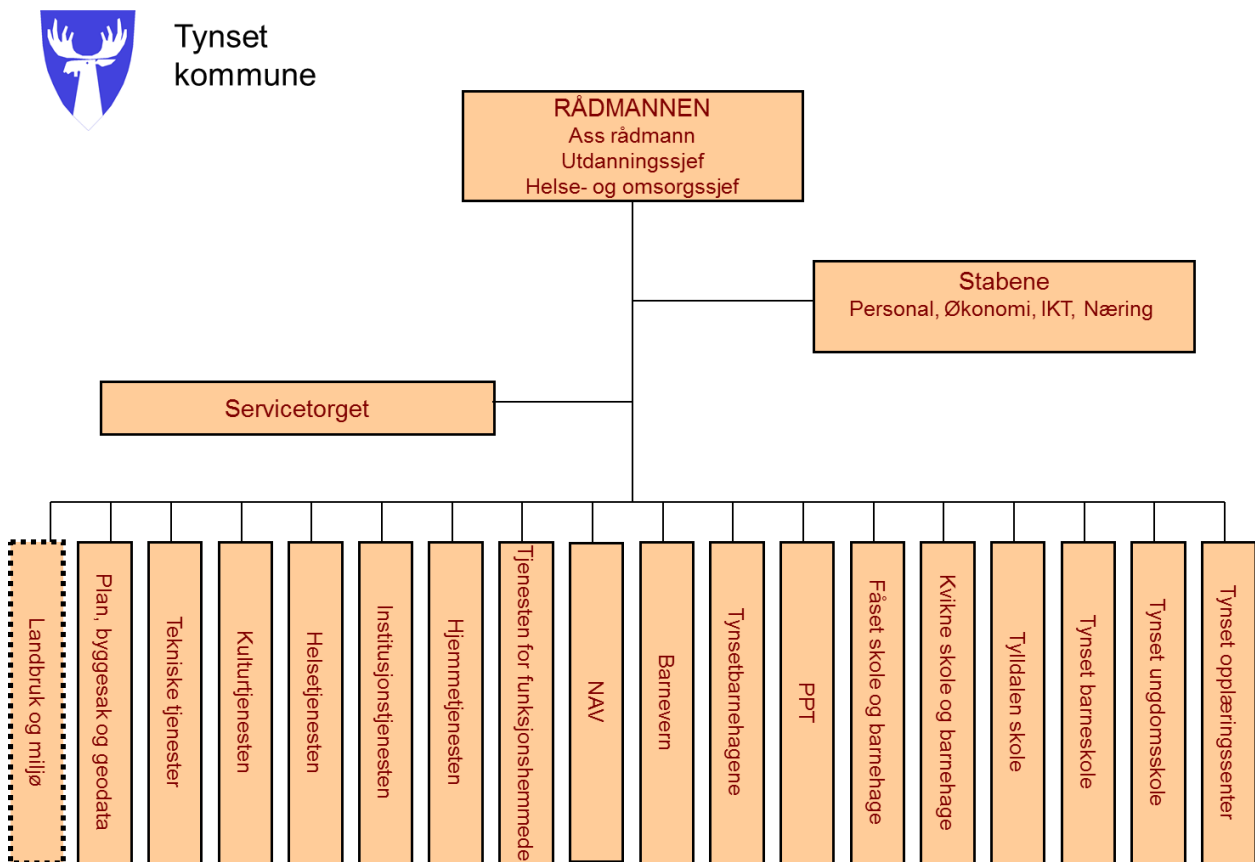 Tynset
kommune
RÅDMANNEN
Ass rådmann
Utdanningssjef
Helse- og omsorgssjef
Stabene
Personal, Økonomi, IKT, Næring
Servicetorget
Landbruk og miljø
Plan, byggesak og geodata
Tekniske tjenester
Kulturtjenesten
Helsetjenesten
Institusjonstjenesten
Hjemmetjenesten
Tjenesten for funksjonshemmede
NAV
Barnevern
Tynsetbarnehagene
PPT
Fåset skole og barnehage
Kvikne skole og barnehage
Tylldalen skole
Tynset barneskole
Tynset ungdomsskole
Tynset opplæringssenter